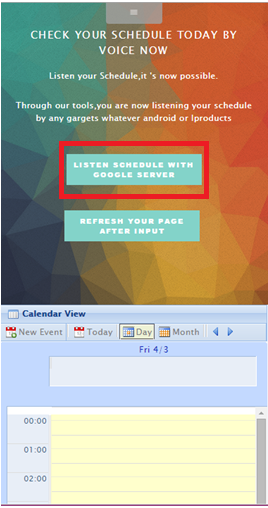 CHECK YOUR SCHEDULE TODAY BY
VOICE NOW
Listen your Schedule,it 's now possible.
Through our tools,you are now listening your schedule
by any gargets whatever android or Iproducts
LISTEN SCHEDULE WITH
GOOGLE SERVER
REFRESH YOUR PAGE
AFTER INPUT
Calendar View
New Event Today Day Month
Fri 4/3
00:00
01:00
02:00